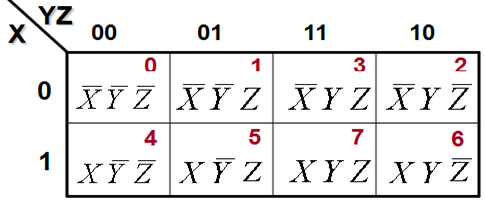 YZ
X 00 01 11 10
0 1 3 2
0 X̅ Y̅ Z̅ X̅ Y̅ Z X̅ Y Z X̅ Y Z̅
4 5 7 6
1 X Y̅ Z̅ X Y̅ Z X Y Z X Y Z̅